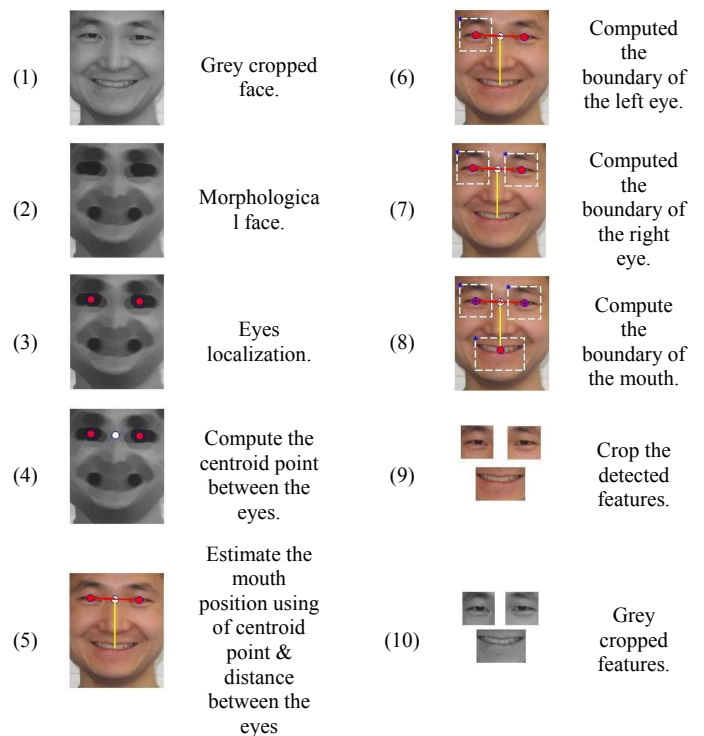 (1)
Grey cropped
face.
(2)
Morphologica
l face.
(3)
Eyes
localization.
(4)
Compute the
centroid point
between the
eyes.
(5)
Estimate the
mouth
position using
of centroid
point &
distance
between the
eyes
(6)
Computed
the
boundary of
the left eye.
(7)
Computed
the
boundary of
the right
eye.
(8)
Compute
the
boundary of
the mouth.
(9)
Crop the
detected
features.
(10)
Grey
cropped
features.